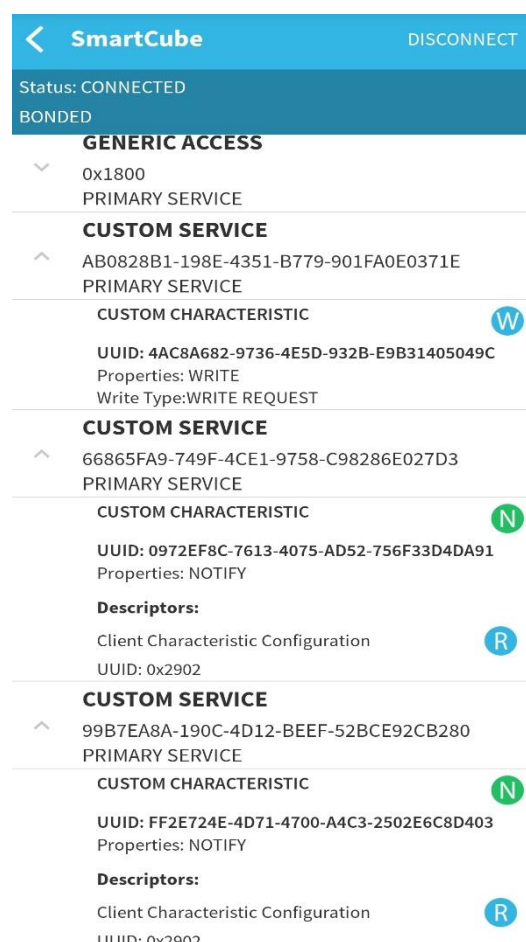 SmartCube
DISCONNECT
Status: CONNECTED
BONDED
GENERIC ACCESS
0x1800
PRIMARY SERVICE
CUSTOM SERVICE
AB0828B1-198E-4351-B779-901FA0E0371E
PRIMARY SERVICE
CUSTOM CHARACTERISTIC
W
UUID: 4AC8A682-9736-4E5D-932B-E9B31405049C
Properties: WRITE
Write Type:WRITE REQUEST
CUSTOM SERVICE
66865FA9-749F-4CE1-9758-C98286E027D3
PRIMARY SERVICE
CUSTOM CHARACTERISTIC
N
UUID: 0972EF8C-7613-4075-AD52-756F33D4DA91
Properties: NOTIFY
Descriptors:
Client Characteristic Configuration
R
UUID: 0x2902
CUSTOM SERVICE
99B7EA8A-190C-4D12-BEEF-52BCE92CB280
PRIMARY SERVICE
CUSTOM CHARACTERISTIC
N
UUID: FF2E724E-4D71-4700-A4C3-2502E6C8D403
Properties: NOTIFY
Descriptors:
Client Characteristic Configuration
R
UUID: 0x2902